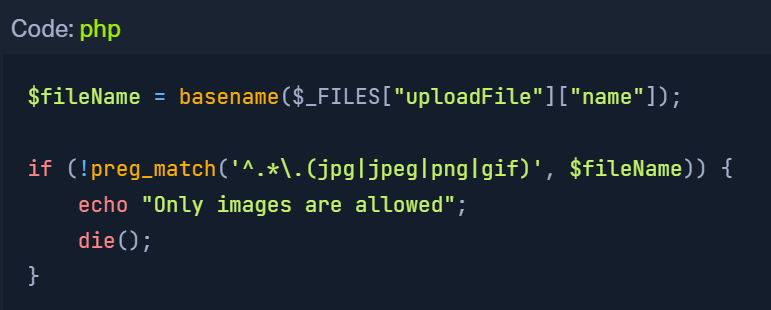 Code: php
$fileName = basename($_FILES["uploadFile"]["name"]);
if (!preg_match('^.*\.(jpg|jpeg|png|gif)', $fileName)) {
    echo "Only images are allowed";
    die();
}